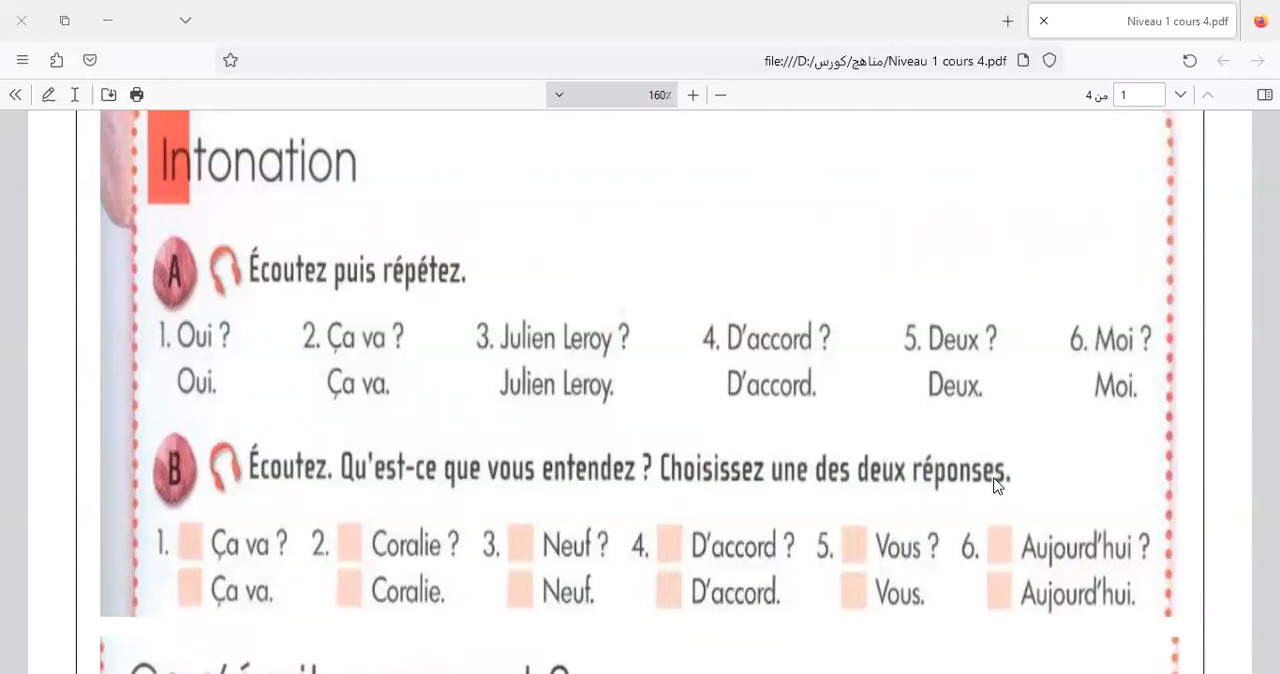 Niveau 1 cours 4.pdf
file:///D:/مناهج/كورس/Niveau 1 cours 4.pdf
160٪
من 4
1
Intonation
A Écoutez puis répétez.
1. Oui ? 2. Ça va ? 3. Julien Leroy ? 4. D'accord ? 5. Deux ? 6. Moi ?
Oui. Ça va. Julien Leroy. D'accord. Deux. Moi.
B Écoutez. Qu'est-ce que vous entendez ? Choisissez une des deux réponses.
1. Ça va ? 2. Coralie ? 3. Neuf ? 4. D'accord ? 5. Vous ? 6. Aujourd'hui ?
Ça va. Coralie. Neuf. D'accord. Vous. Aujourd'hui.